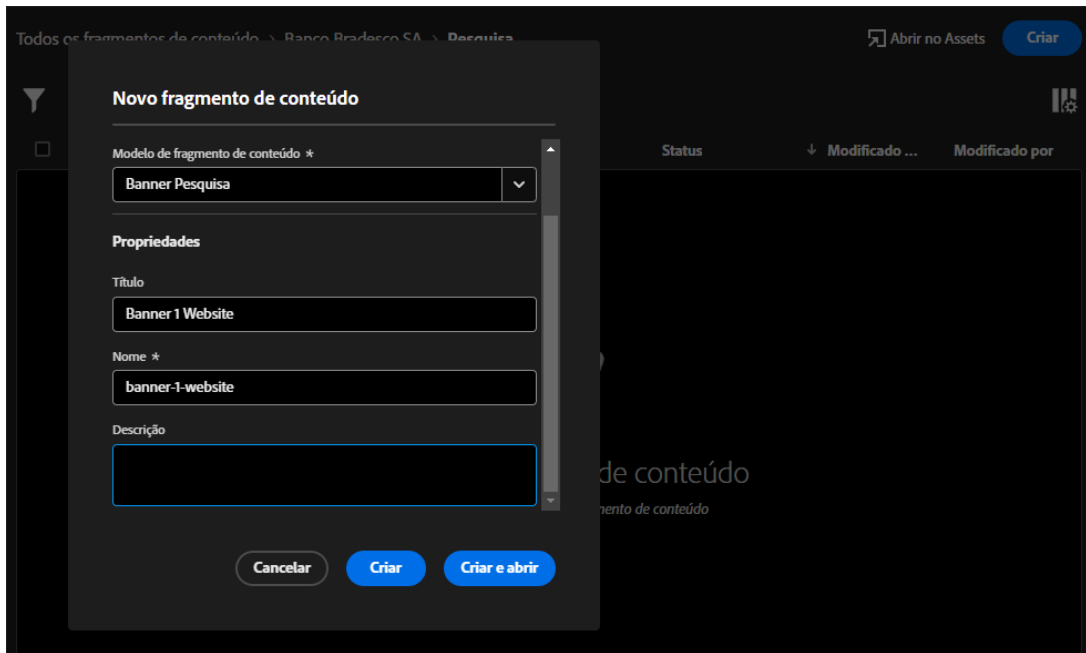 Todos os fragmentos de conteúdo > Banco Bradesco SA > Pesquisa
Abrir no Assets
Criar
Novo fragmento de conteúdo
Modelo de fragmento de conteúdo *
Banner Pesquisa
Status
↓ Modificado ...
Modificado por
Propriedades
Título
Banner 1 Website
Nome *
banner-1-website
Descrição
de conteúdo
mento de conteúdo
Cancelar
Criar
Criar e abrir